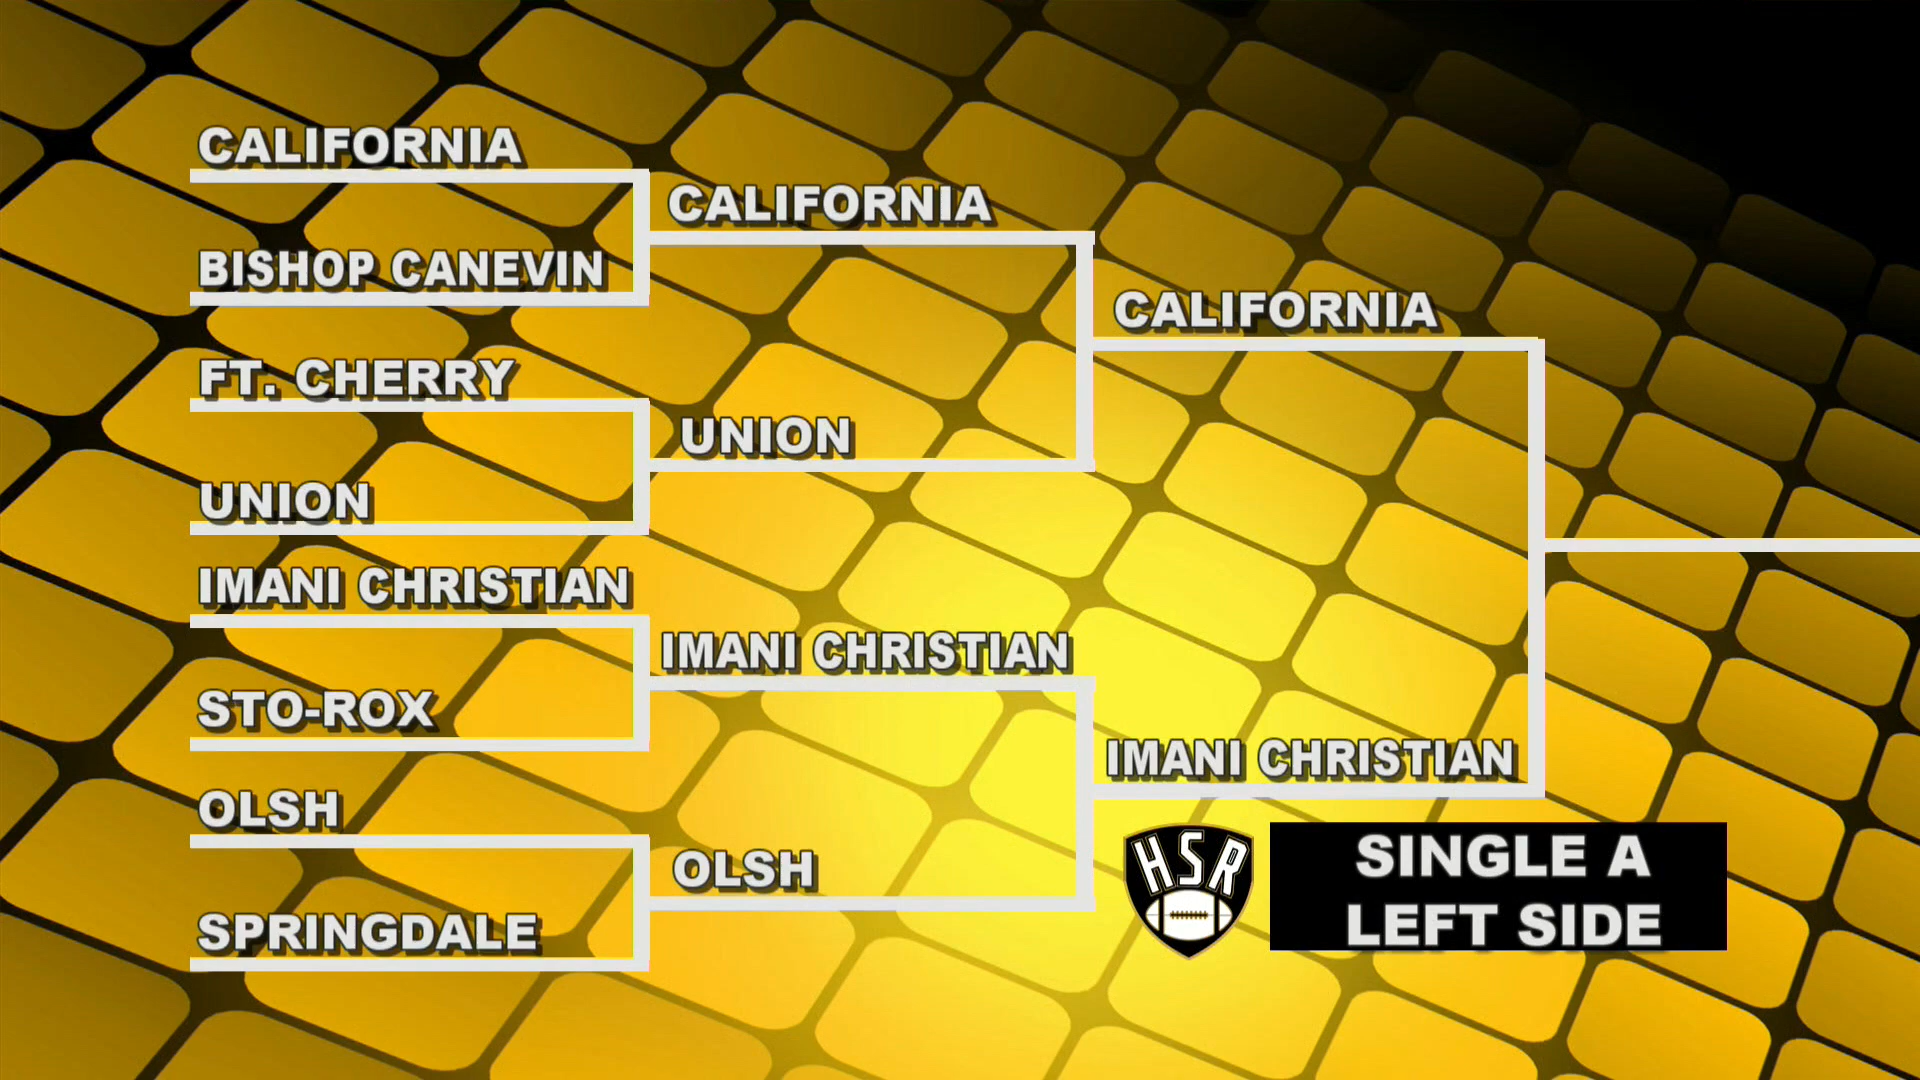 CALIFORNIA
BISHOP CANEVIN
FT. CHERRY
UNION
IMANI CHRISTIAN
STO-ROX
OLSH
SPRINGDALE
CALIFORNIA
UNION
IMANI CHRISTIAN
OLSH
CALIFORNIA
IMANI CHRISTIAN
HSR
SINGLE A
LEFT SIDE